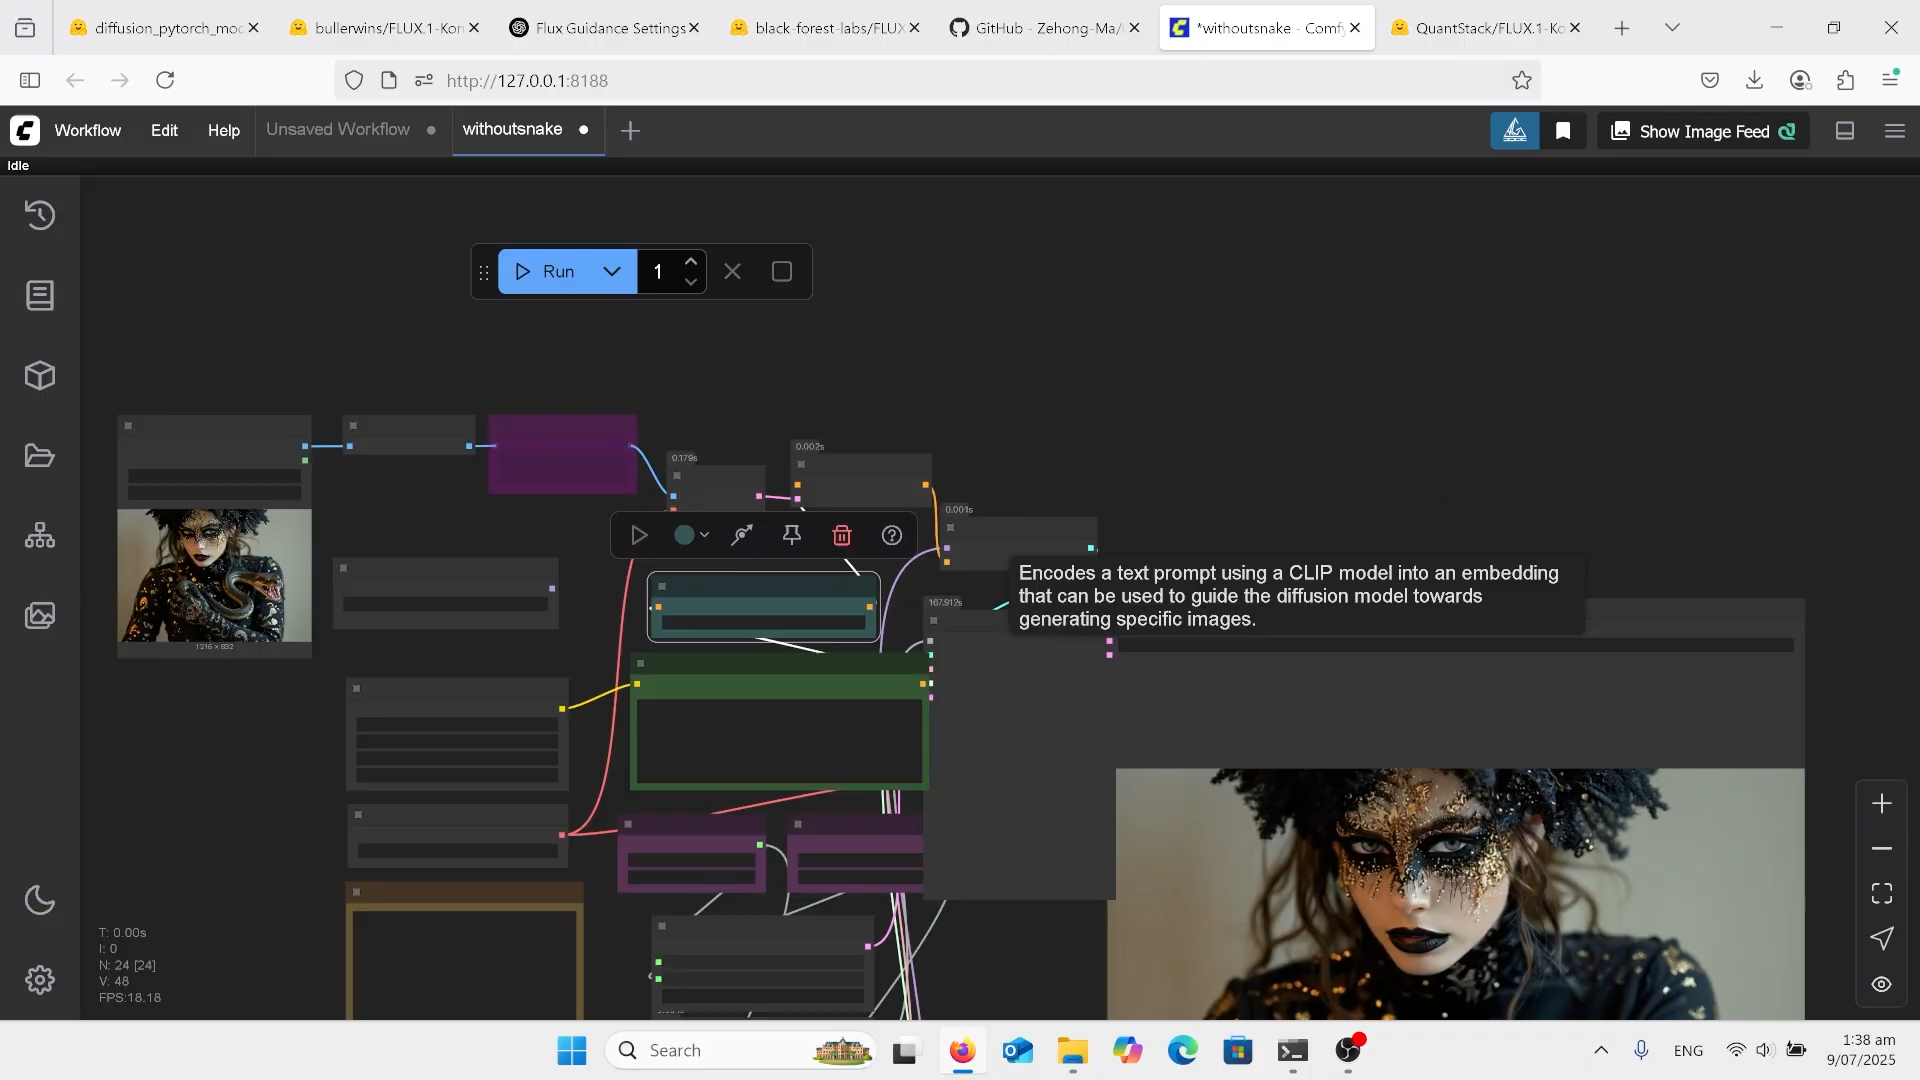 diffusion_pytorch_moc
bullerwins/FLUX.1-Kon
Flux Guidance Settings
black-forest-labs/FLUX
GitHub - Zehong-Ma/
*withoutsnake - Comfy
QuantStack/FLUX.1-Ko
http://127.0.0.1:8188
Workflow
Edit
Help
Unsaved Workflow
withoutsnake
Show Image Feed
Idle
Run
1
0.002s
0.179s
0.001s
Encodes a text prompt using a CLIP model into an embedding
that can be used to guide the diffusion model towards
generating specific images.
167.912s
1216 × 832
T: 0.00s
I: 0
N: 24 [24]
V: 48
FPS:18.18
Search
ENG
1:38 am
9/07/2025